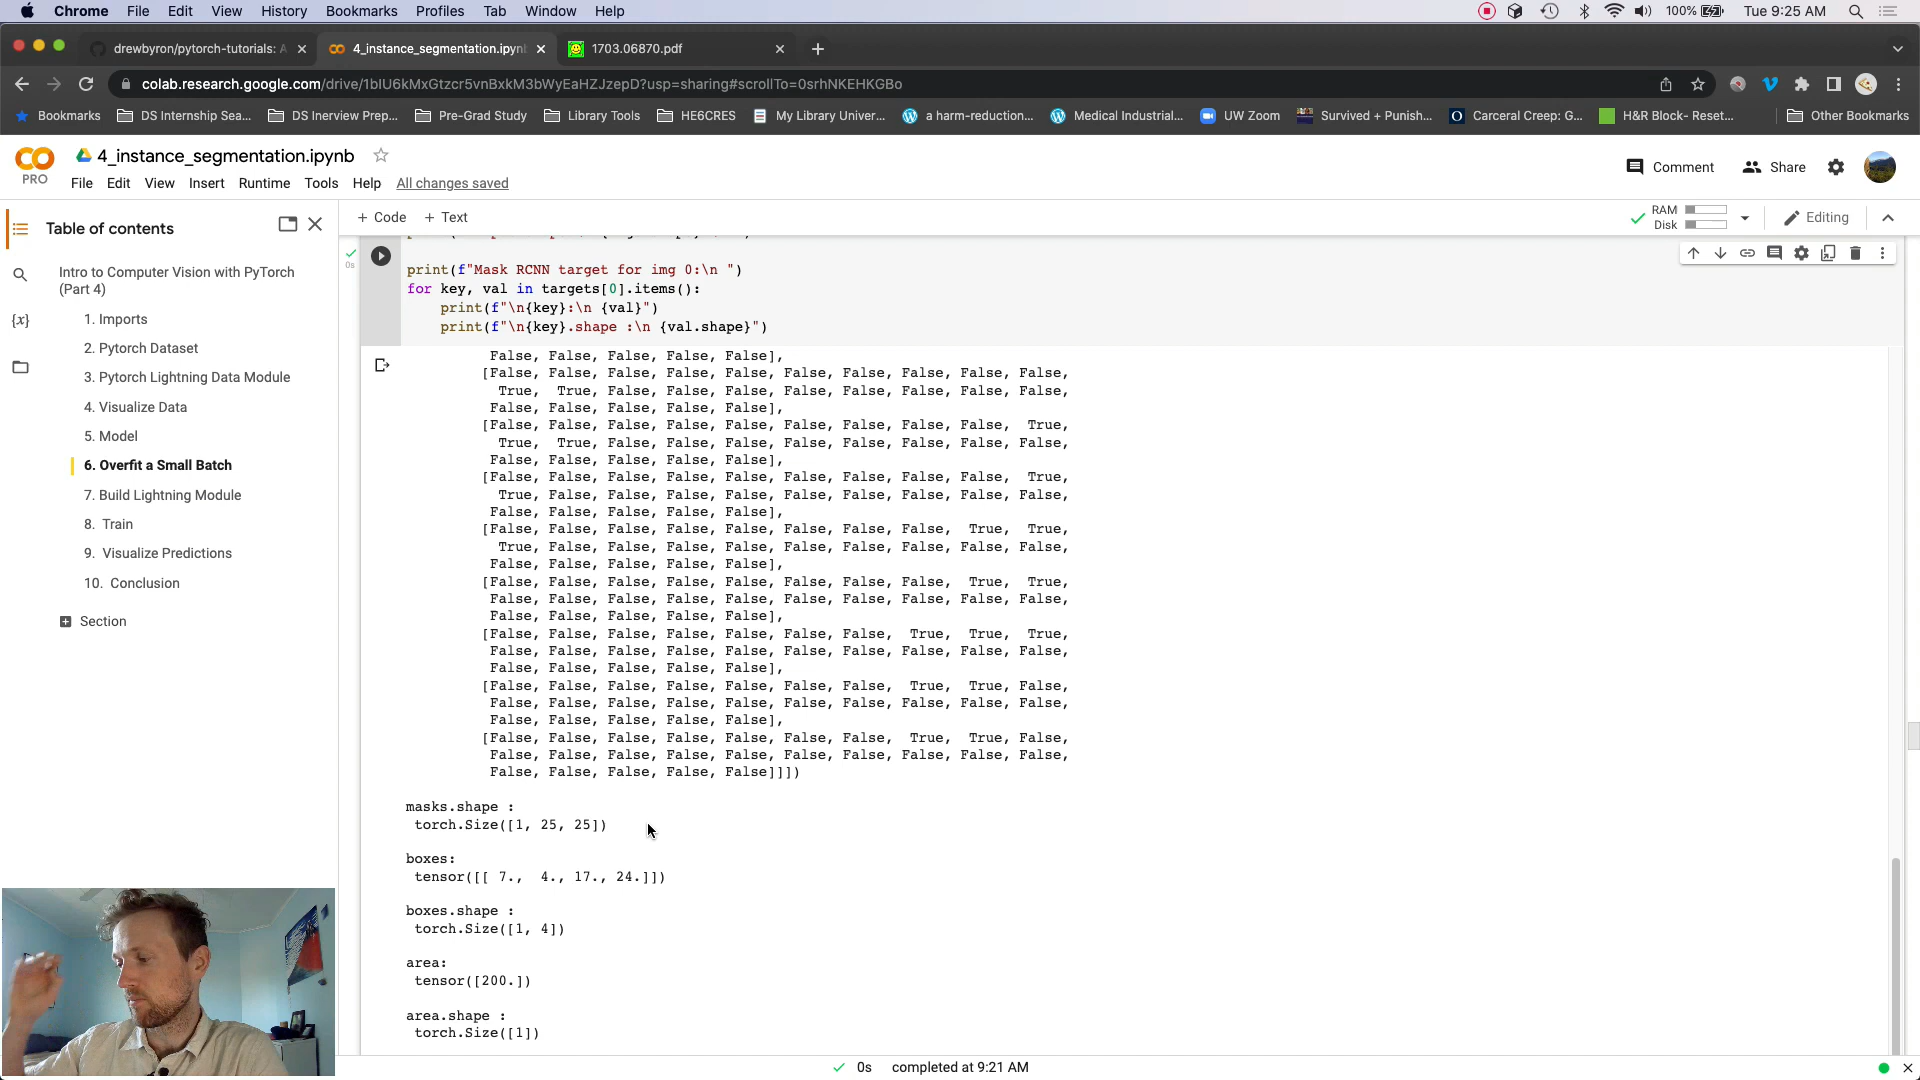 Chrome File Edit View History Bookmarks Profiles Tab Window Help 100% Tue 9:25 AM
drewbyron/pytorch-tutorials: A 4_instance_segmentation.ipyn 1703.06870.pdf
colab.research.google.com/drive/1bIU6kMxGtzcr5vnBxkM3bWyEaHZJzepD?usp=sharing#scrollTo=0srhNKEHKGBo
Bookmarks DS Internship Sea... DS Inerview Prep... Pre-Grad Study Library Tools HE6CRES My Library Univer... a harm-reduction... Medical Industrial... UW Zoom Survived + Punish... Carceral Creep: G... H&R Block- Reset... Other Bookmarks
PRO
4_instance_segmentation.ipynb
Comment Share
File Edit View Insert Runtime Tools Help All changes saved
Table of contents
+ Code + Text
RAM
Disk
Editing
Intro to Computer Vision with PyTorch
(Part 4)
1. Imports
2. Pytorch Dataset
3. Pytorch Lightning Data Module
4. Visualize Data
5. Model
6. Overfit a Small Batch
7. Build Lightning Module
8. Train
9. Visualize Predictions
10. Conclusion
Section
{x}
0s
print(f"Mask RCNN target for img 0:\n ")
for key, val in targets[0].items():
print(f"\n{key}:\n {val}")
print(f"\n{key}.shape :\n {val.shape}")
False, False, False, False, False],
[False, False, False, False, False, False, False, False, False, False,
True, True, False, False, False, False, False, False, False, False,
False, False, False, False, False],
[False, False, False, False, False, False, False, False, False, True,
True, True, False, False, False, False, False, False, False, False,
False, False, False, False, False],
[False, False, False, False, False, False, False, False, False, True,
True, False, False, False, False, False, False, False, False, False,
False, False, False, False, False],
[False, False, False, False, False, False, False, False, True, True,
True, False, False, False, False, False, False, False, False, False,
False, False, False, False, False],
[False, False, False, False, False, False, False, False, True, True,
False, False, False, False, False, False, False, False, False, False,
False, False, False, False, False],
[False, False, False, False, False, False, False, True, True, True,
False, False, False, False, False, False, False, False, False, False,
False, False, False, False, False],
[False, False, False, False, False, False, False, True, True, False,
False, False, False, False, False, False, False, False, False, False,
False, False, False, False, False],
[False, False, False, False, False, False, False, True, True, False,
False, False, False, False, False, False, False, False, False, False,
False, False, False, False, False]]])
masks.shape :
torch.Size([1, 25, 25])
boxes:
tensor([[ 7., 4., 17., 24.]])
boxes.shape :
torch.Size([1, 4])
area:
tensor([200.])
area.shape :
torch.Size([1])
0s completed at 9:21 AM